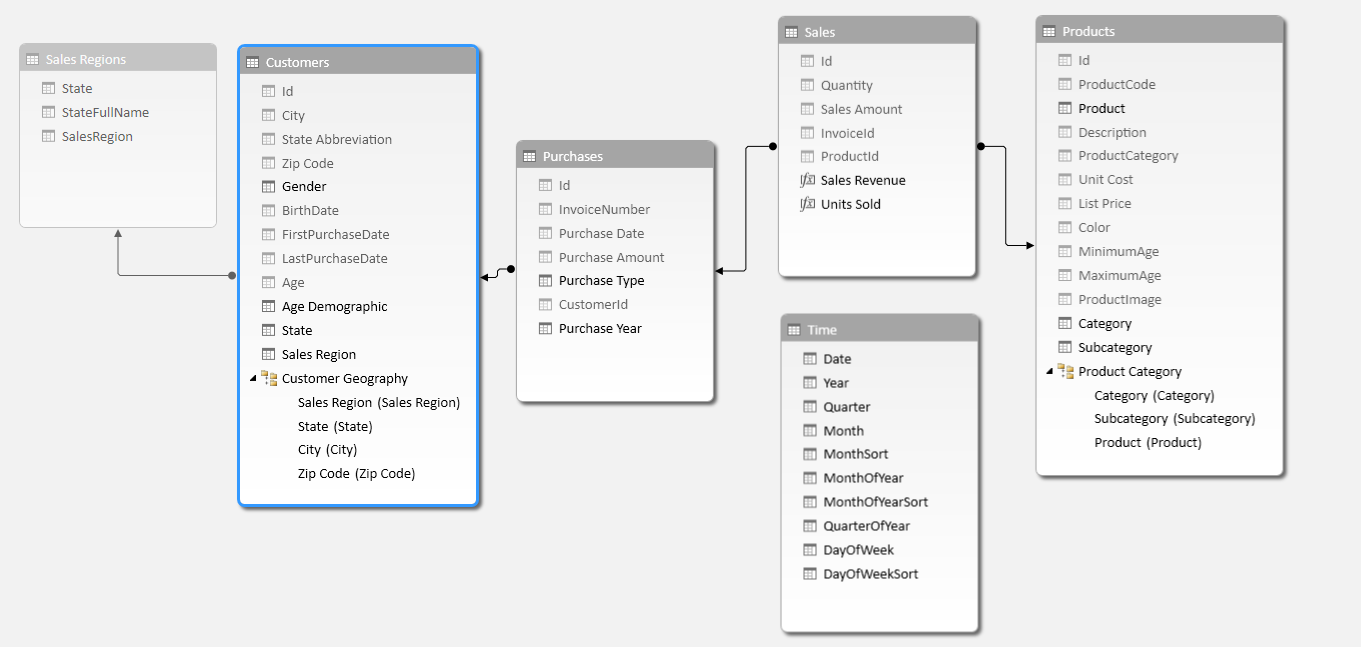 Sales Regions
State
StateFullName
SalesRegion
Customers
Id
City
State Abbreviation
Zip Code
Gender
BirthDate
FirstPurchaseDate
LastPurchaseDate
Age
Age Demographic
State
Sales Region
Customer Geography
Sales Region (Sales Region)
State (State)
City (City)
Zip Code (Zip Code)
Purchases
Id
InvoiceNumber
Purchase Date
Purchase Amount
Purchase Type
CustomerId
Purchase Year
Sales
Id
Quantity
Sales Amount
InvoiceId
ProductId
Sales Revenue
Units Sold
Time
Date
Year
Quarter
Month
MonthSort
MonthOfYear
MonthOfYearSort
QuarterOfYear
DayOfWeek
DayOfWeekSort
Products
Id
ProductCode
Product
Description
ProductCategory
Unit Cost
List Price
Color
MinimumAge
MaximumAge
ProductImage
Category
Subcategory
Product Category
Category (Category)
Subcategory (Subcategory)
Product (Product)